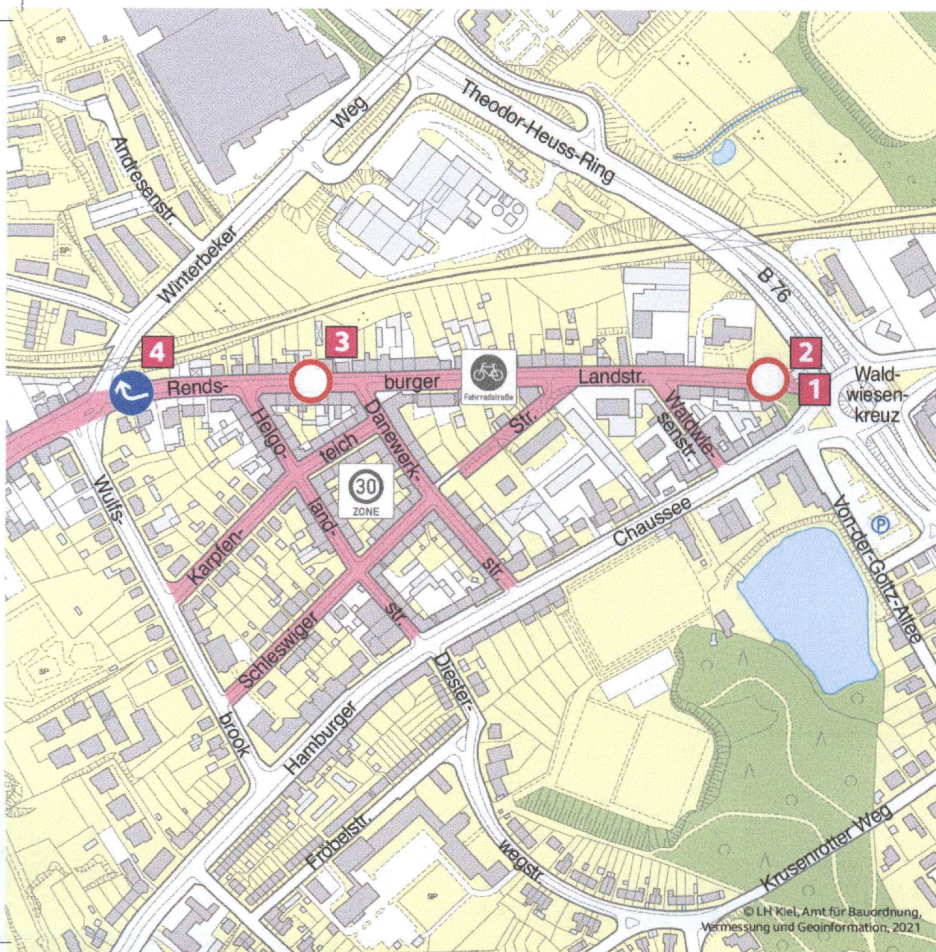 SP
Weg
Theodor-Heuss-Ring
Andresenstr.
Winterbeker
SP
B 76
4
3
2
1
Rends-
burger
Fahrradstraße
Landstr.
Wald-
wiesen-
kreuz
Helgo-
teich
Danewerk-
Str.
Waldwie-
senstr.
30
ZONE
Wulfs-
land-
Karpfen-
Chaussee
P
Von-der-Goltz-Allee
str.
Schleswiger
str.
SP
Diester-
brook
Hamburger
Fröbelstr.
wegstr.
Krusenrotter Weg
SP
© LH Kiel, Amt für Bauordnung,
Vermessung und Geoinformation, 2021